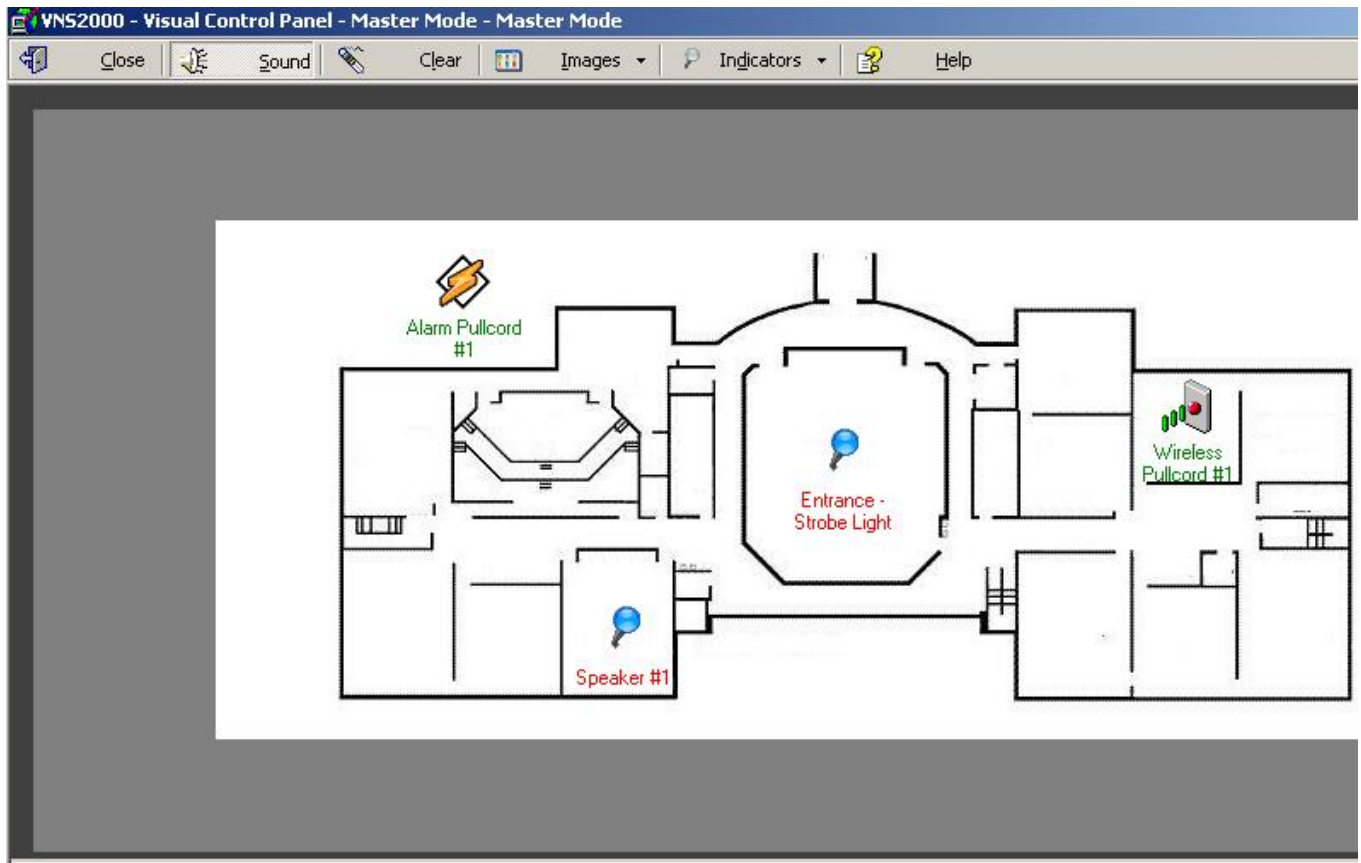 VNS2000 - Visual Control Panel - Master Mode - Master Mode
Close Sound Clear Images Indicators Help
Alarm Pullcord
#1
Wireless
Pullcord #1
Entrance -
Strobe Light
Speaker #1